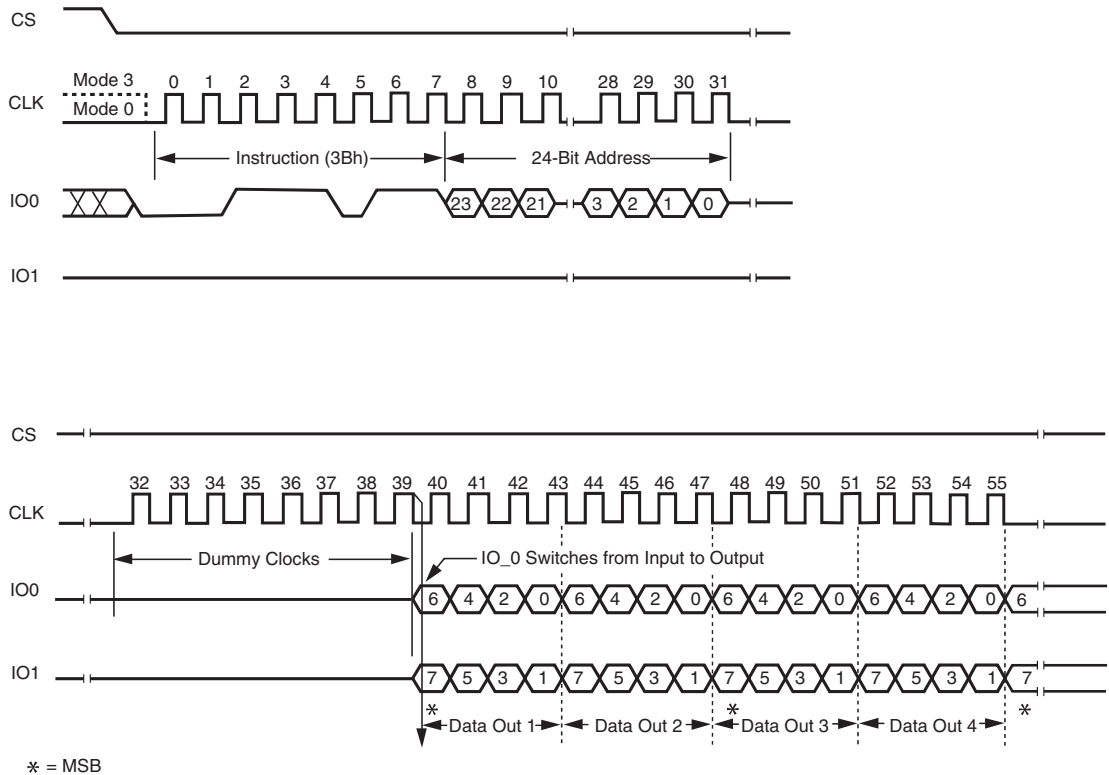 CS
Mode 3 0 1 2 3 4 5 6 7 8 9 10 28 29 30 31
CLK
Mode 0
Instruction (3Bh) 24-Bit Address
IO0 23 22 21 3 2 1 0
IO1
CS
32 33 34 35 36 37 38 39 40 41 42 43 44 45 46 47 48 49 50 51 52 53 54 55
CLK
Dummy Clocks IO_0 Switches from Input to Output
IO0 6 4 2 0 6 4 2 0 6 4 2 0 6 4 2 0 6
IO1 7 5 3 1 7 5 3 1 7 5 3 1 7 5 3 1 7
* * *
Data Out 1 Data Out 2 Data Out 3 Data Out 4
* = MSB